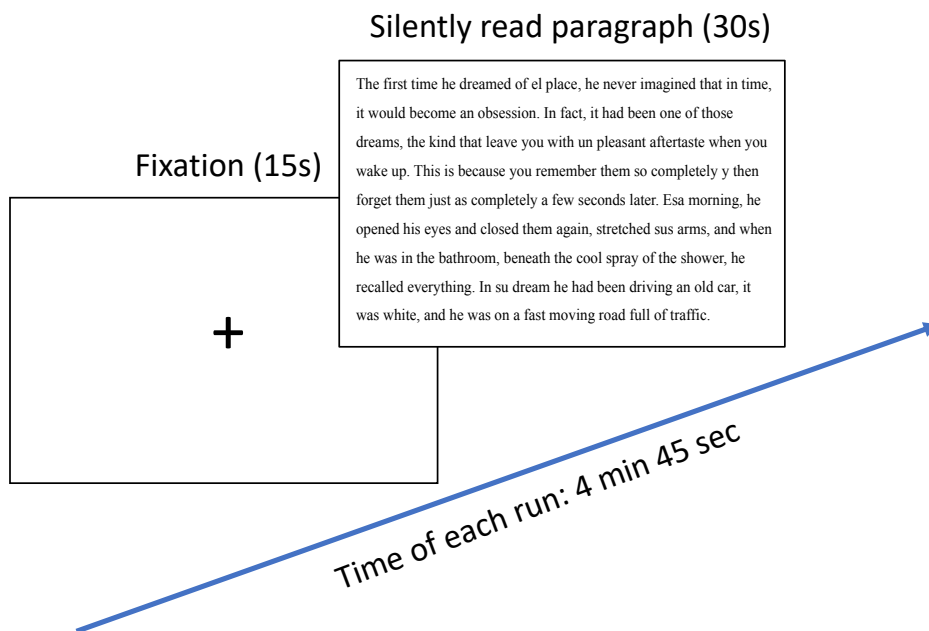 Silently read paragraph (30s)
The first time he dreamed of el place, he never imagined that in time,
it would become an obsession. In fact, it had been one of those
dreams, the kind that leave you with un pleasant aftertaste when you
wake up. This is because you remember them so completely y then
forget them just as completely a few seconds later. Esa morning, he
opened his eyes and closed them again, stretched sus arms, and when
he was in the bathroom, beneath the cool spray of the shower, he
recalled everything. In su dream he had been driving an old car, it
was white, and he was on a fast moving road full of traffic.
Fixation (15s)
+
Time of each run: 4 min 45 sec